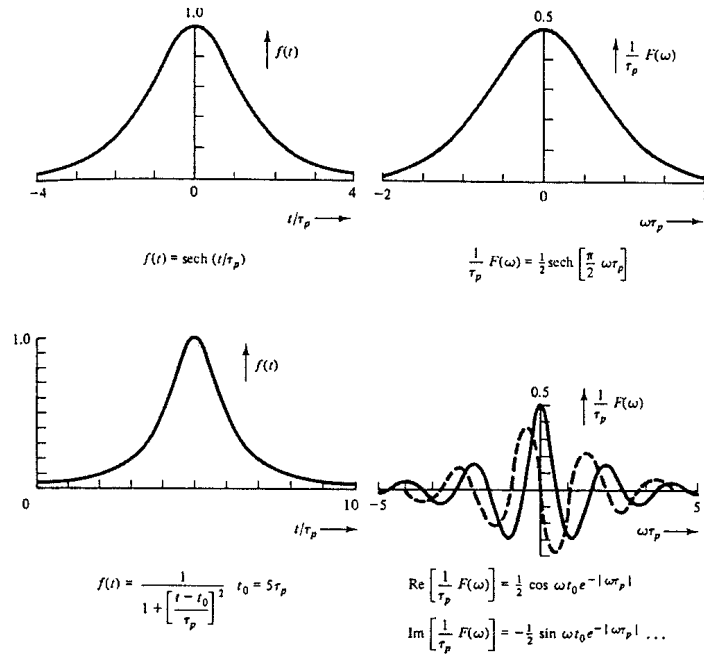 1.0
f(t)
-4
0
4
t/τₚ
f(t) = sech (t/τₚ)
0.5
1/τₚ F(ω)
-2
0
ωτₚ
1/τₚ F(ω) = 1/2 sech [π/2 ωτₚ]
1.0
f(t)
0
10
t/τₚ
f(t) = 1/(1 + [(t − t₀)/τₚ]²) t₀ = 5τₚ
0.5
1/τₚ F(ω)
-5
5
ωτₚ
Re [1/τₚ F(ω)] = 1/2 cos ωt₀e^−|ωτₚ|
Im [1/τₚ F(ω)] = −1/2 sin ωt₀e^−|ωτₚ| ...